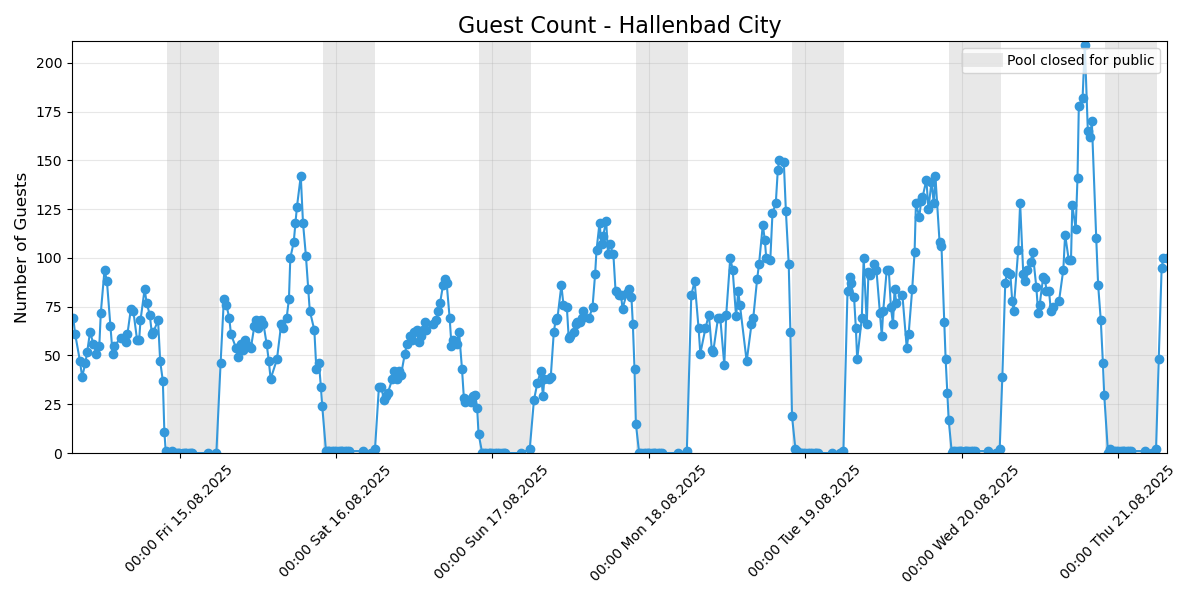 Guest Count - Hallenbad City
Pool closed for public
Number of Guests
200
175
150
125
100
75
50
25
0
00:00 Fri 15.08.2025
00:00 Sat 16.08.2025
00:00 Sun 17.08.2025
00:00 Mon 18.08.2025
00:00 Tue 19.08.2025
00:00 Wed 20.08.2025
00:00 Thu 21.08.2025